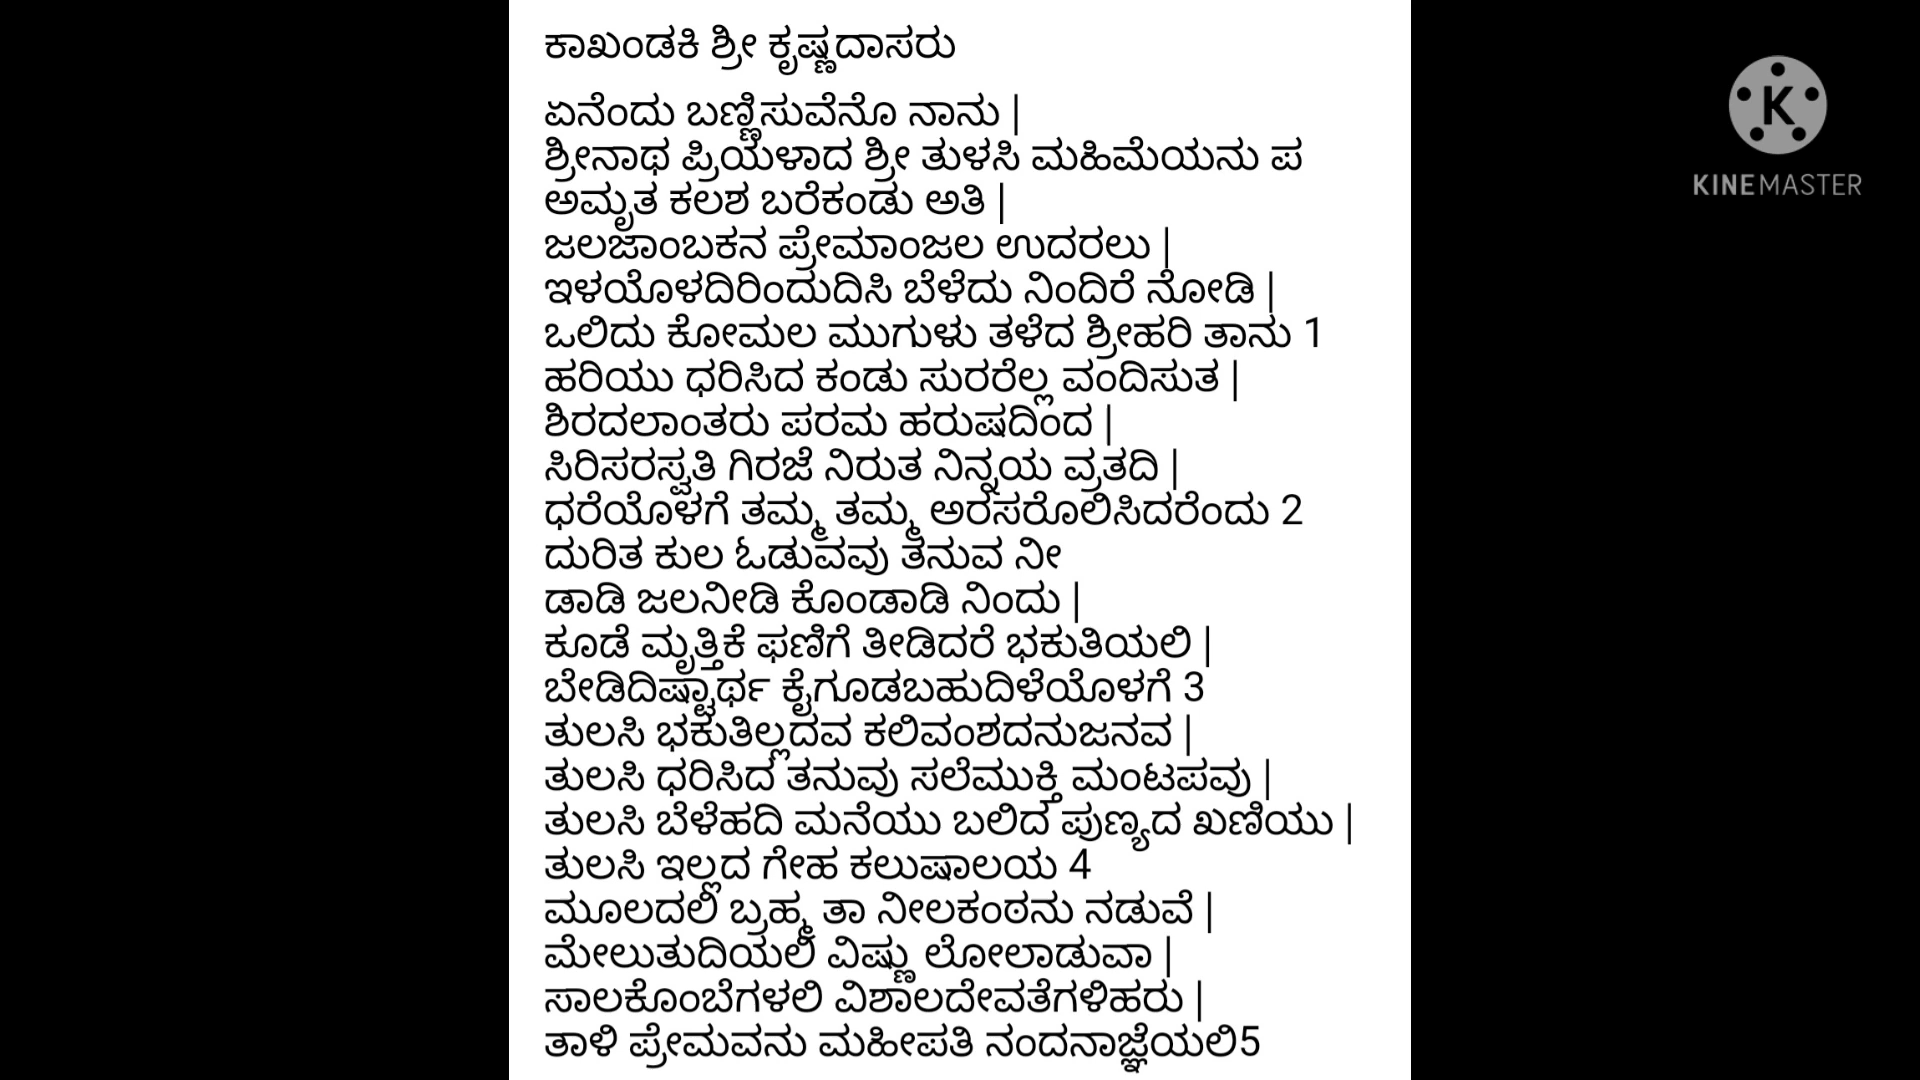 ಕಾಖಂಡಕಿ ಶ್ರೀ ಕೃಷ್ಣದಾಸರು
ಏನೆಂದು ಬಣ್ಣಿಸುವೆನೊ ನಾನು |
ಶ್ರೀನಾಥ ಪ್ರಿಯಳಾದ ಶ್ರೀ ತುಳಸಿ ಮಹಿಮೆಯನು ಪ
ಅಮೃತ ಕಲಶ ಬರೆಕಂಡು ಅತಿ |
ಜಲಜಾಂಬಕನ ಪ್ರೇಮಾಂಜಲ ಉದರಲು |
ಇಳಯೊಳದಿರಿಂದುದಿಸಿ ಬೆಳೆದು ನಿಂದಿರೆ ನೋಡಿ |
ಒಲಿದು ಕೋಮಲ ಮುಗುಳು ತಳೆದ ಶ್ರೀಹರಿ ತಾನು 1
ಹರಿಯು ಧರಿಸಿದ ಕಂಡು ಸುರರೆಲ್ಲ ವಂದಿಸುತ |
ಶಿರದಲಾಂತರು ಪರಮ ಹರುಷದಿಂದ |
ಸಿರಿಸರಸ್ವತಿ ಗಿರಜೆ ನಿರುತ ನಿನ್ನಯ ವ್ರತದಿ |
ಧರೆಯೊಳಗೆ ತಮ್ಮ ತಮ್ಮ ಅರಸರೊಲಿಸಿದರೆಂದು 2
ದುರಿತ ಕುಲ ಓಡುವವು ತನುವ ನೀ
ಡಾಡಿ ಜಲನೀಡಿ ಕೊಂಡಾಡಿ ನಿಂದು |
ಕೂಡೆ ಮೃತ್ತಿಕೆ ಫಣಿಗೆ ತೀಡಿದರೆ ಭಕುತಿಯಲಿ |
ಬೇಡಿದಿಷ್ಟಾರ್ಥ ಕೈಗೂಡಬಹುದಿಳೆಯೊಳಗೆ 3
ತುಲಸಿ ಭಕುತಿಲ್ಲದವ ಕಲಿವಂಶದನುಜನವ |
ತುಲಸಿ ಧರಿಸಿದ ತನುವು ಸಲೆಮುಕ್ತಿ ಮಂಟಪವು |
ತುಲಸಿ ಬೆಳೆಹದಿ ಮನೆಯು ಬಲಿದ ಪುಣ್ಯದ ಖಣಿಯು |
ತುಲಸಿ ಇಲ್ಲದ ಗೇಹ ಕಲುಷಾಲಯ 4
ಮೂಲದಲಿ ಬ್ರಹ್ಮ ತಾ ನೀಲಕಂಠನು ನಡುವೆ |
ಮೇಲುತುದಿಯಲಿ ವಿಷ್ಣು ಲೋಲಾಡುವಾ |
ಸಾಲಕೊಂಬೆಗಳಲಿ ವಿಶಾಲದೇವತೆಗಳಿಹರು |
ತಾಳಿ ಪ್ರೇಮವನು ಮಹೀಪತಿ ನಂದನಾಜ್ಞೆಯಲಿ5
K
KINEMASTER